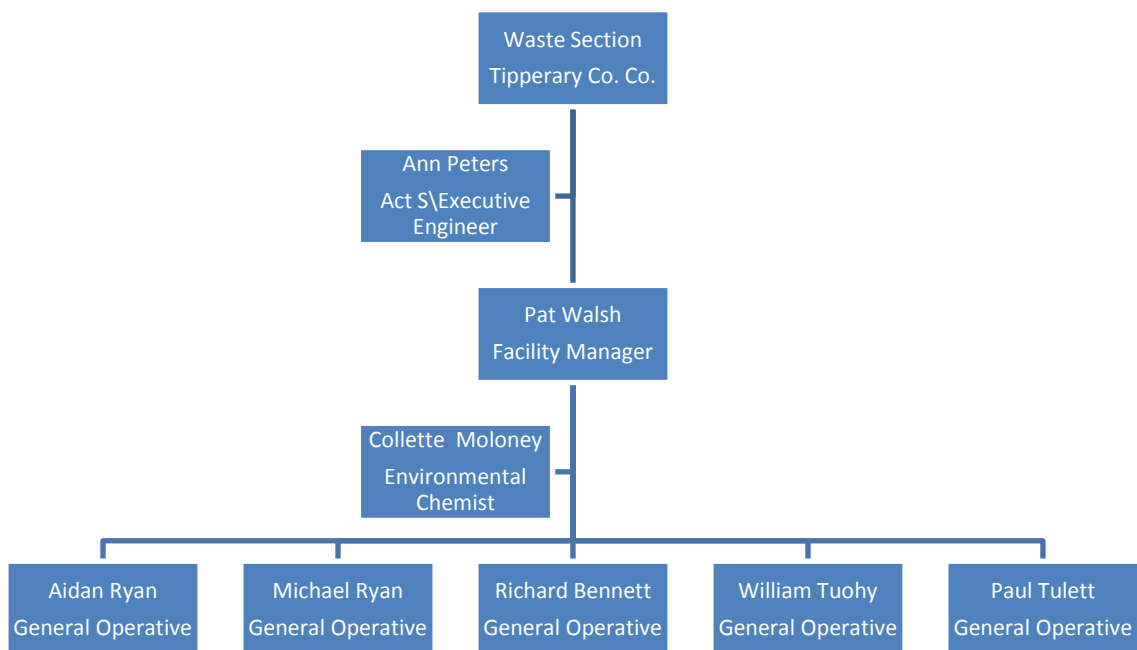 Waste Section
Tipperary Co. Co.
Ann Peters
Act S\Executive
Engineer
Pat Walsh
Facility Manager
Collette  Moloney
Environmental
Chemist
Aidan Ryan
General Operative
Michael Ryan
General Operative
Richard Bennett
General Operative
William Tuohy
General Operative
Paul Tulett
General Operative